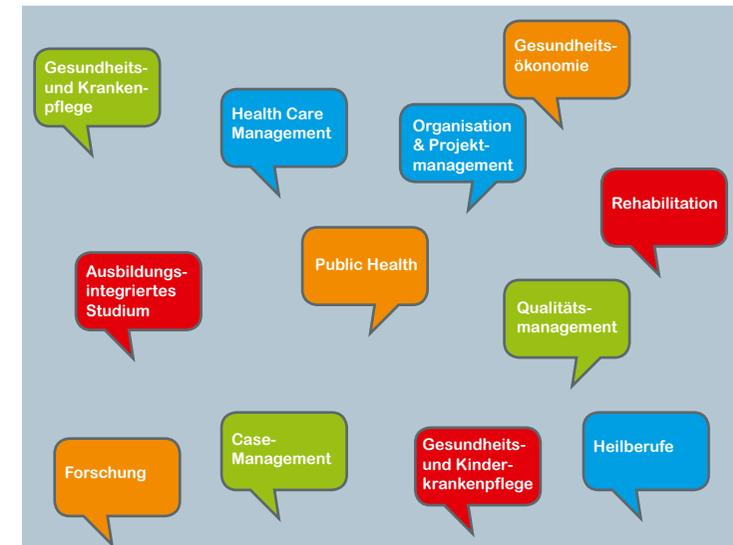 Gesundheits-
ökonomie
Gesundheits-
und Kranken-
pflege
Health Care
Management
Organisation
& Projekt-
management
Rehabilitation
Public Health
Ausbildungs-
integriertes
Studium
Qualitäts-
management
Case-
Management
Gesundheits-
und Kinder-
krankenpflege
Heilberufe
Forschung